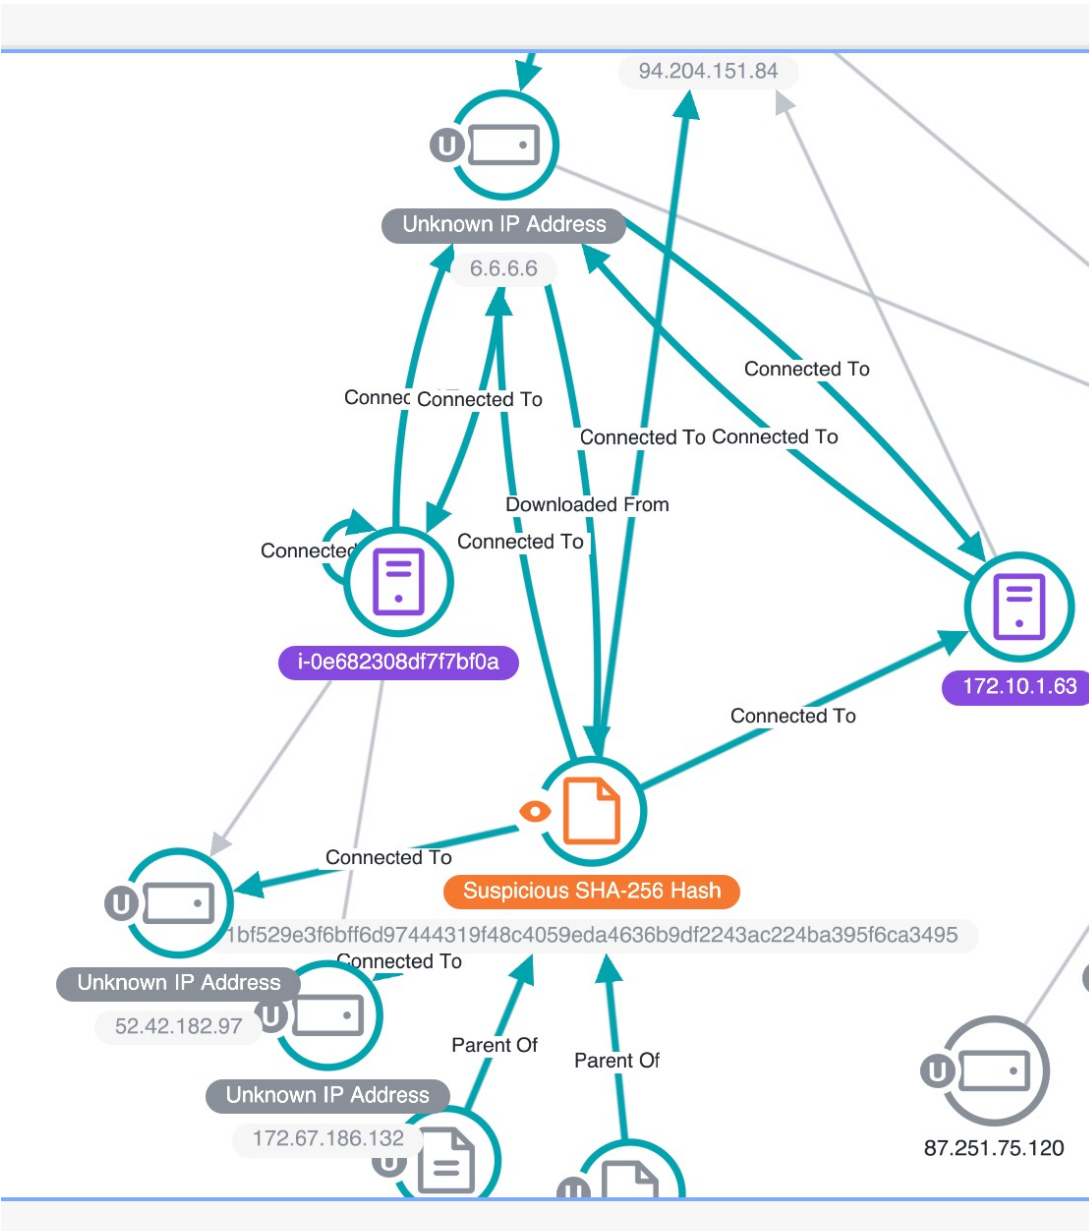 94.204.151.84
U
Unknown IP Address
6.6.6.6
Connected To
Connec Connected To
Connected To Connected To
Downloaded From
Connected To
Connected
i-0e682308df7f7bf0a
172.10.1.63
Connected To
Connected To
Suspicious SHA-256 Hash
U
1bf529e3f6bff6d97444319f48c4059eda4636b9df2243ac224ba395f6ca3495
Connected To
Unknown IP Address
U
52.42.182.97
Parent Of
Parent Of
U
Unknown IP Address
172.67.186.132
87.251.75.120
U
U